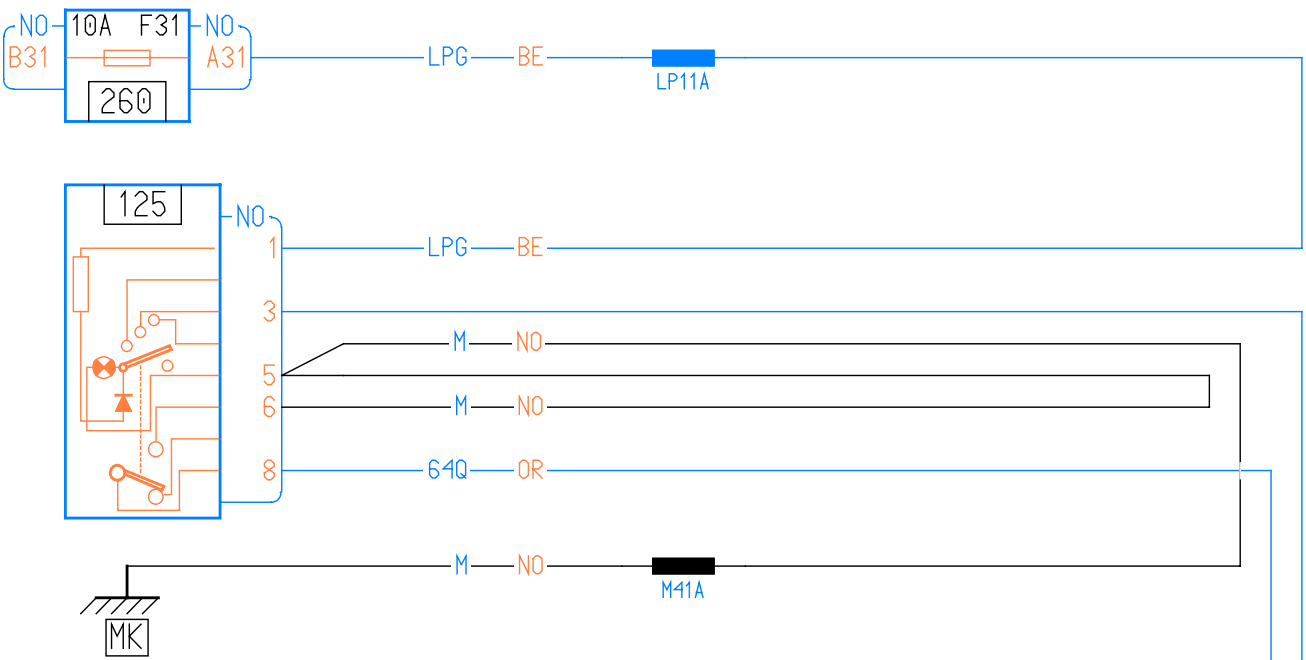 NO 10A F31 NO
B31 A31 LPG BE
LP11A
260
125
NO
1 LPG BE
3
M NO
5
6 M NO
8 64Q OR
M NO
M41A
MK